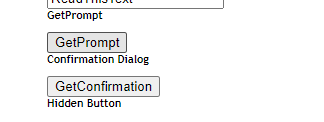 ReadThisText
GetPrompt
GetPrompt
Confirmation Dialog
GetConfirmation
Hidden Button